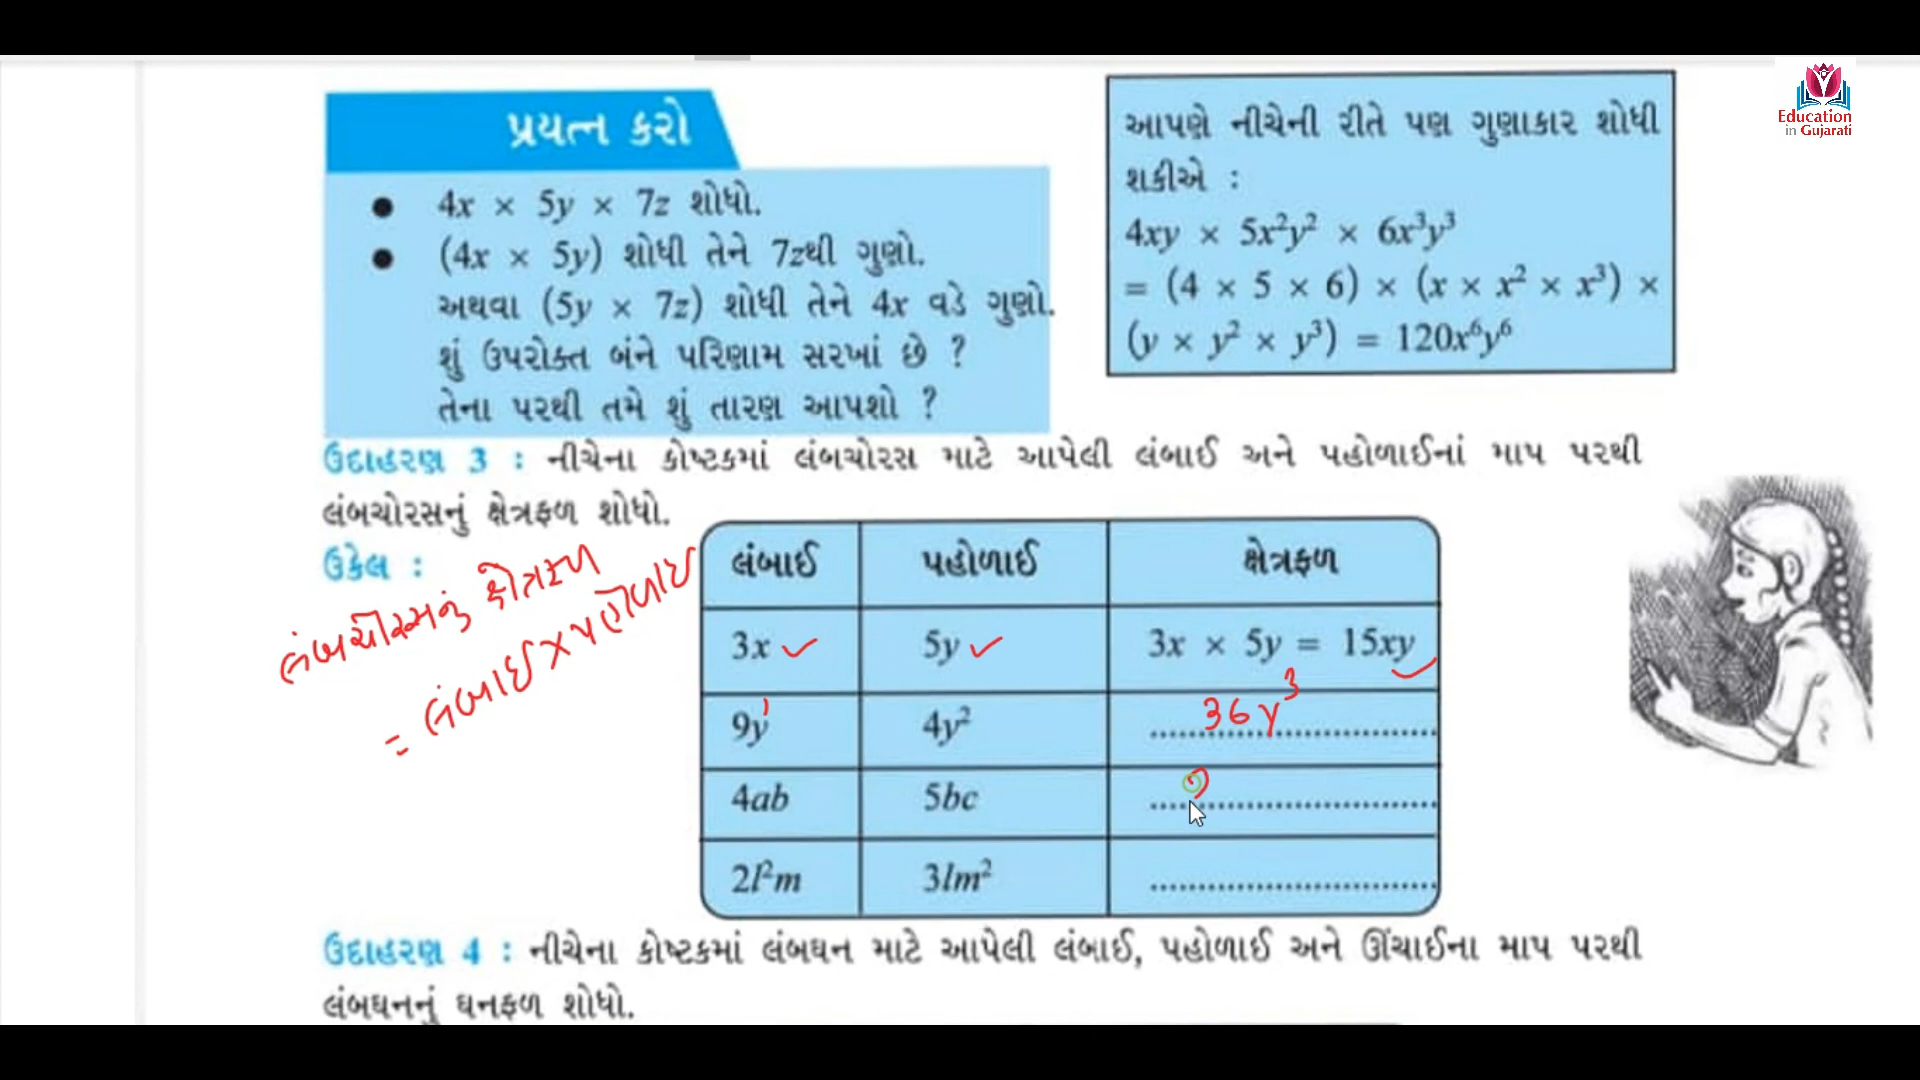 Education
in Gujarati
પ્રયત્ન કરો
● 4x × 5y × 7z શોધો.
● (4x × 5y) શોધી તેને 7zથી ગુણો.
અથવા (5y × 7z) શોધી તેને 4x વડે ગુણો.
શું ઉપરોક્ત બંને પરિણામ સરખાં છે ?
તેના પરથી તમે શું તારણ આપશો ?
આપણે નીચેની રીતે પણ ગુણાકાર શોધી
શકીએ :
4xy × 5x²y² × 6x³y³
= (4 × 5 × 6) × (x × x² × x³) ×
(y × y² × y³) = 120x⁶y⁶
ઉદાહરણ 3 : નીચેના કોષ્ટકમાં લંબચોરસ માટે આપેલી લંબાઈ અને પહોળાઈનાં માપ પરથી
લંબચોરસનું ક્ષેત્રફળ શોધો.
ઉકેલ :
લંબચોરસનું ક્ષેત્રફળ
= લંબાઈ × પહોળાઈ
લંબાઈ પહોળાઈ ક્ષેત્રફળ
3x ✓ 5y ✓ 3x × 5y = 15xy ✓
9y¹ 4y² 36y³
4ab 5bc ....................
2l²m 3lm² ....................
ઉદાહરણ 4 : નીચેના કોષ્ટકમાં લંબઘન માટે આપેલી લંબાઈ, પહોળાઈ અને ઊંચાઈના માપ પરથી
લંબઘનનું ઘનફળ શોધો.